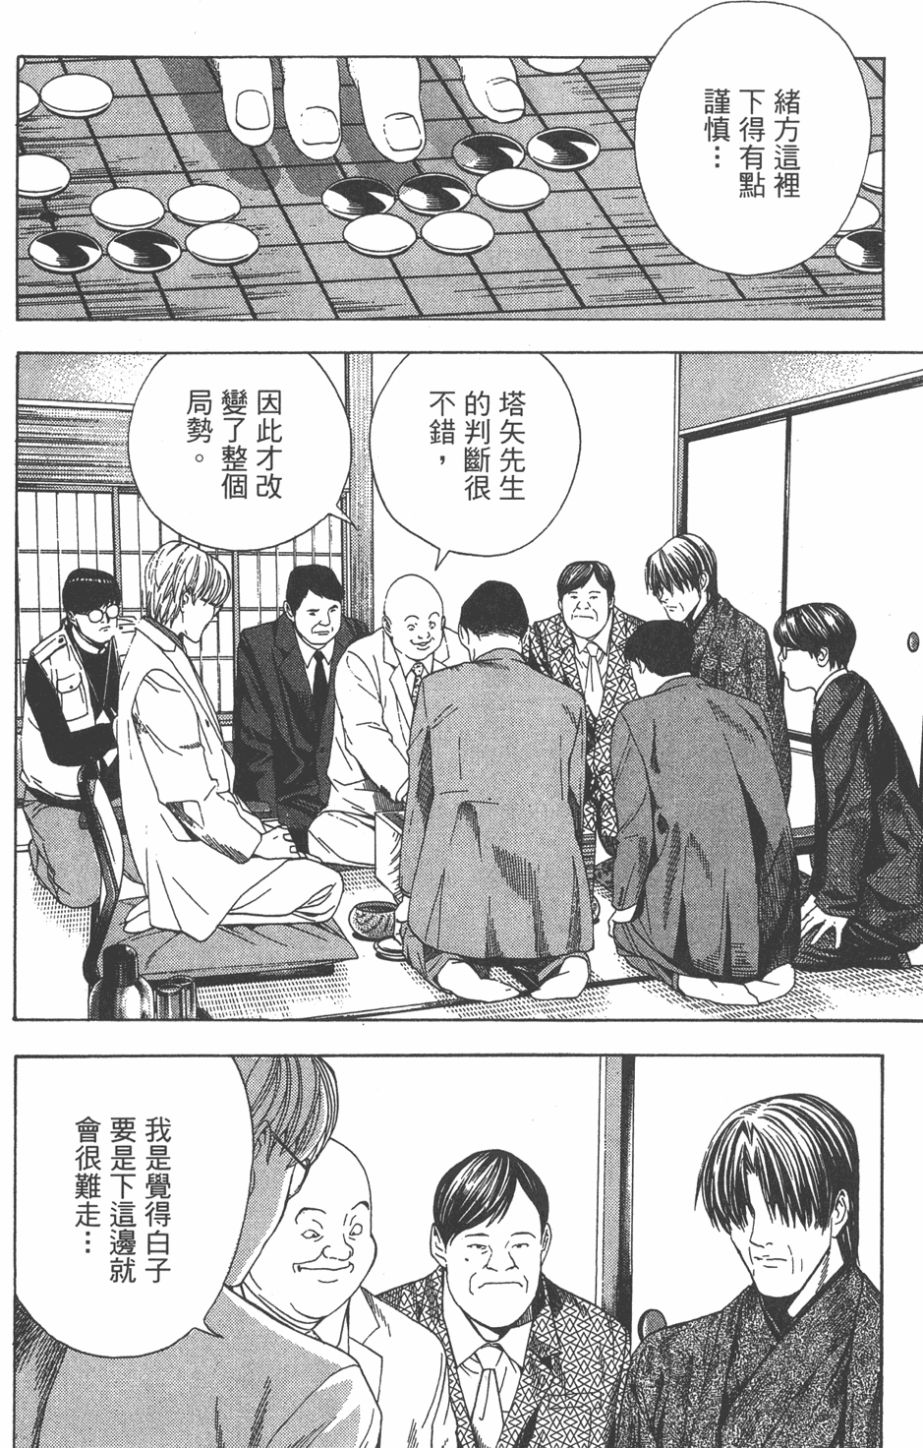 緒方這裡
下得有點
謹慎…
塔矢先生
的判斷很
不錯，
因此才改
變了整個
局勢。
我是覺得白子
要是下這邊就
會很難走…